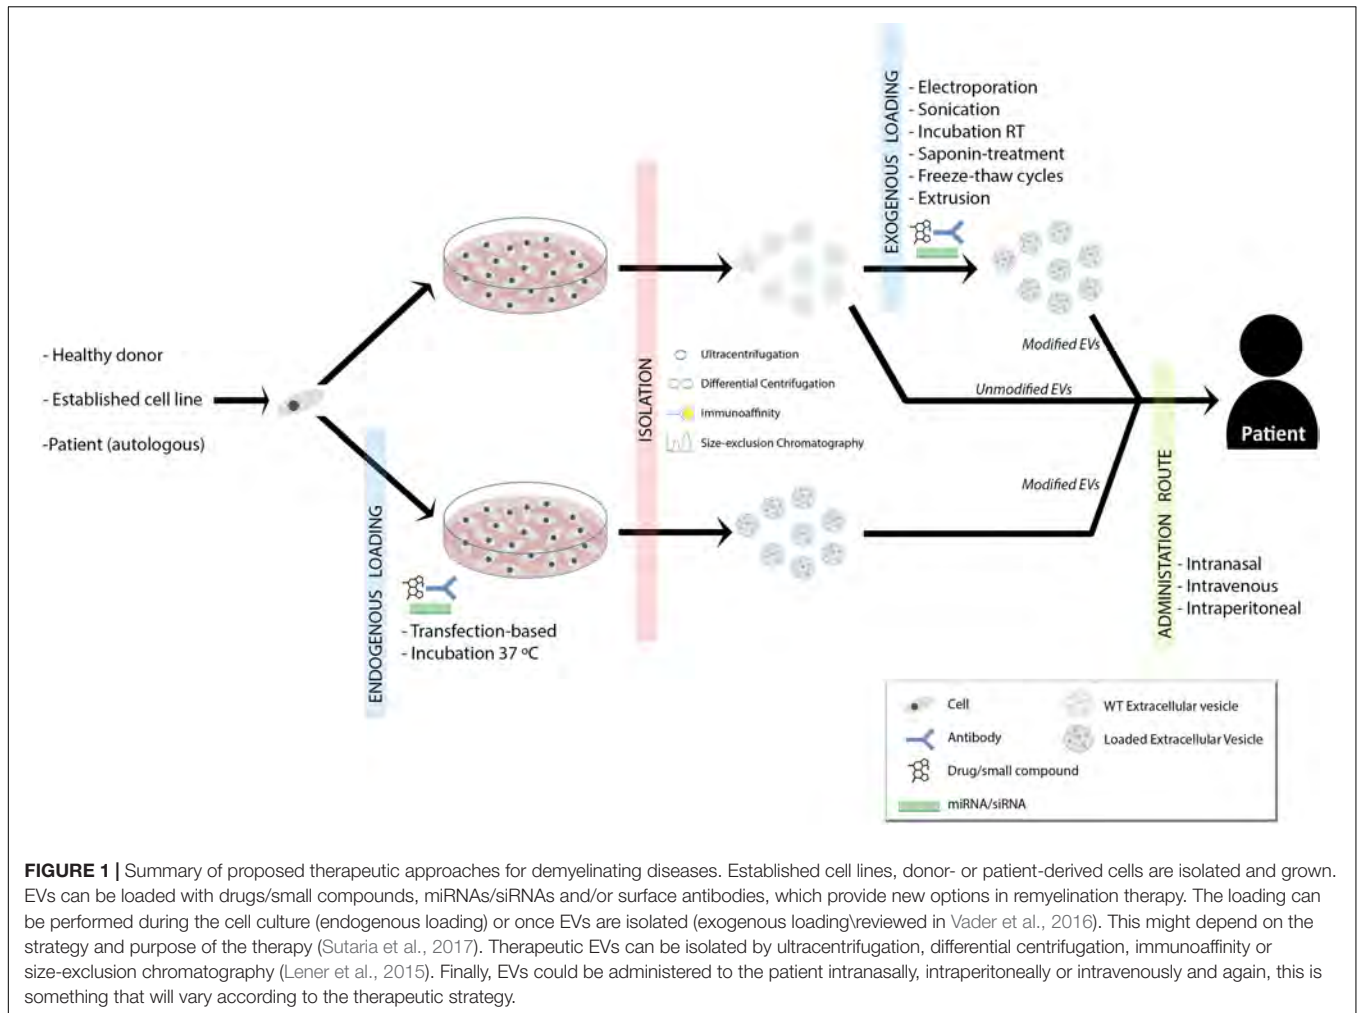 EXOGENOUS LOADING
- Electroporation
- Sonication
- Incubation RT
- Saponin-treatment
- Freeze-thaw cycles
- Extrusion
- Healthy donor
- Established cell line
-Patient (autologous)
ISOLATION
Ultracentrifugation
Differential Centrifugation
Immunoaffinity
Size-exclusion Chromatography
Modified EVs
Unmodified EVs
Modified EVs
Patient
ENDOGENOUS LOADING
- Transfection-based
- Incubation 37 ºC
ADMINISTATION ROUTE
- Intranasal
- Intravenous
- Intraperitoneal
Cell
Antibody
Drug/small compound
miRNA/siRNA
WT Extracellular vesicle
Loaded Extracellular Vesicle
FIGURE 1 | Summary of proposed therapeutic approaches for demyelinating diseases. Established cell lines, donor- or patient-derived cells are isolated and grown.
EVs can be loaded with drugs/small compounds, miRNAs/siRNAs and/or surface antibodies, which provide new options in remyelination therapy. The loading can
be performed during the cell culture (endogenous loading) or once EVs are isolated (exogenous loading\reviewed in Vader et al., 2016). This might depend on the
strategy and purpose of the therapy (Sutaria et al., 2017). Therapeutic EVs can be isolated by ultracentrifugation, differential centrifugation, immunoaffinity or
size-exclusion chromatography (Lener et al., 2015). Finally, EVs could be administered to the patient intranasally, intraperitoneally or intravenously and again, this is
something that will vary according to the therapeutic strategy.